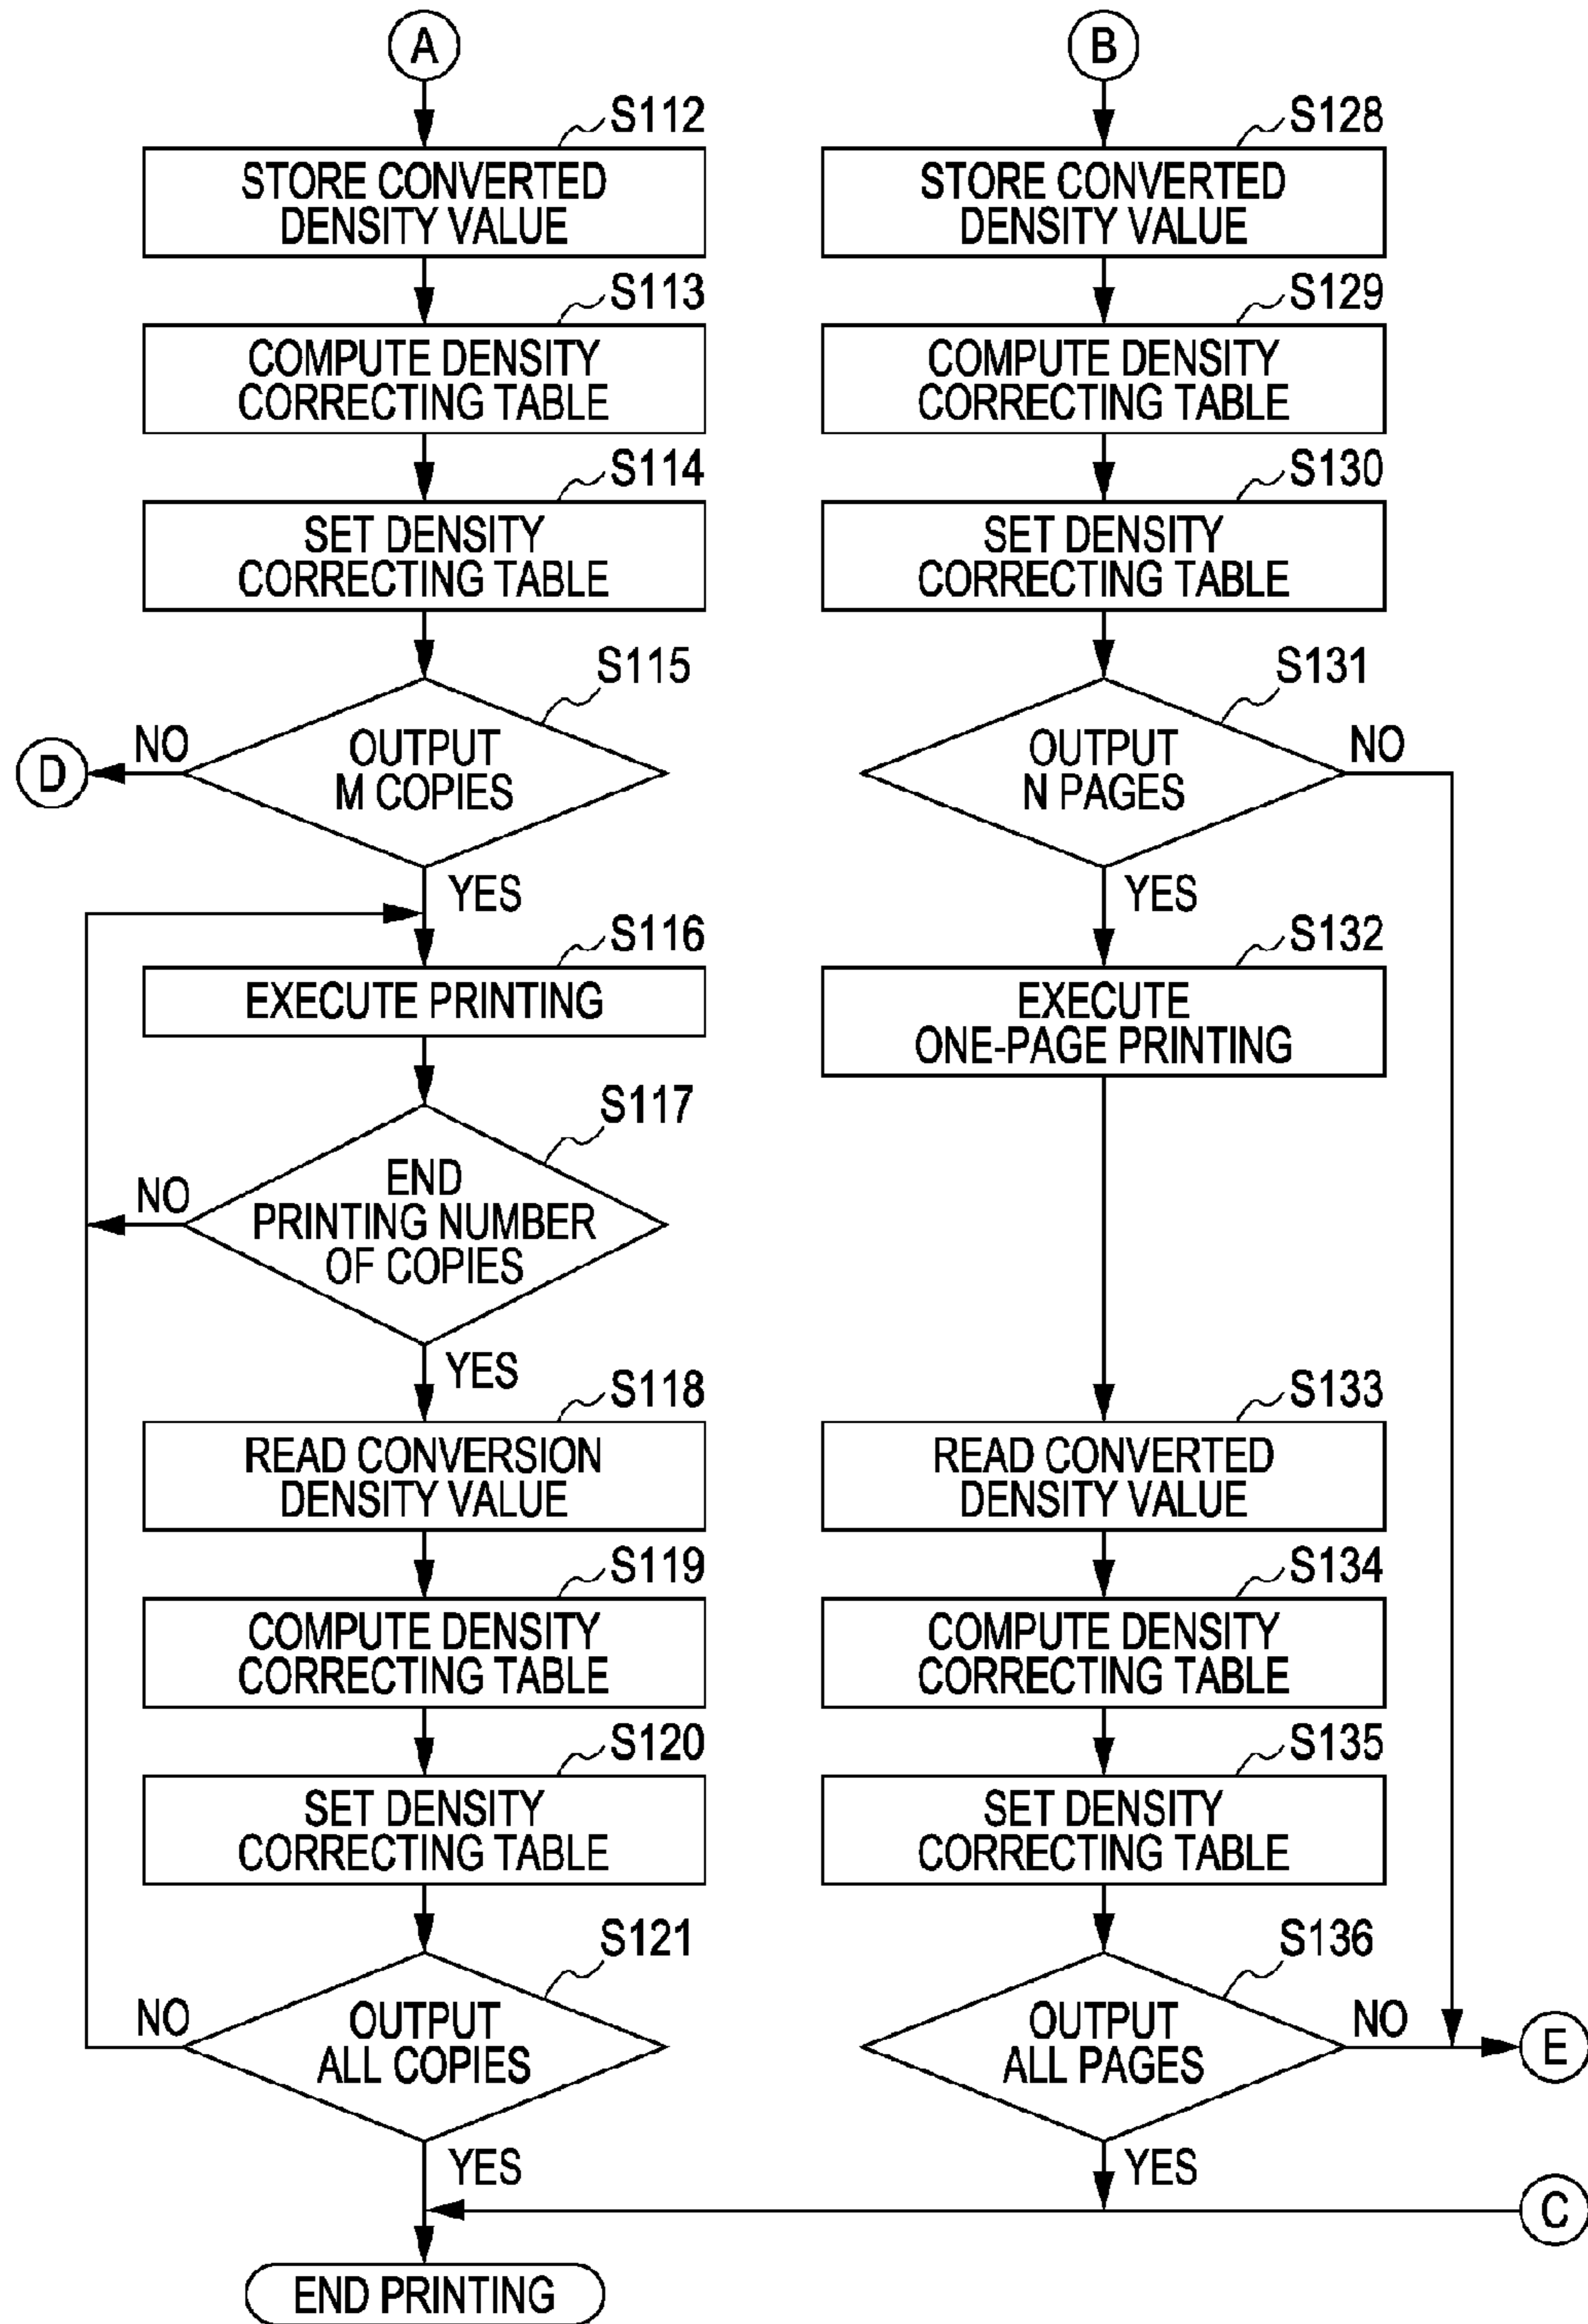 A
S112
STORE CONVERTED
DENSITY VALUE
S113
COMPUTE DENSITY
CORRECTING TABLE
S114
SET DENSITY
CORRECTING TABLE
S115
OUTPUT
M COPIES
NO
D
YES
S116
EXECUTE PRINTING
S117
END
PRINTING NUMBER
OF COPIES
NO
YES
S118
READ CONVERSION
DENSITY VALUE
S119
COMPUTE DENSITY
CORRECTING TABLE
S120
SET DENSITY
CORRECTING TABLE
S121
OUTPUT
ALL COPIES
NO
YES
END PRINTING
B
S128
STORE CONVERTED
DENSITY VALUE
S129
COMPUTE DENSITY
CORRECTING TABLE
S130
SET DENSITY
CORRECTING TABLE
S131
OUTPUT
N PAGES
NO
YES
S132
EXECUTE
ONE-PAGE PRINTING
S133
READ CONVERTED
DENSITY VALUE
S134
COMPUTE DENSITY
CORRECTING TABLE
S135
SET DENSITY
CORRECTING TABLE
S136
OUTPUT
ALL PAGES
NO
E
YES
C